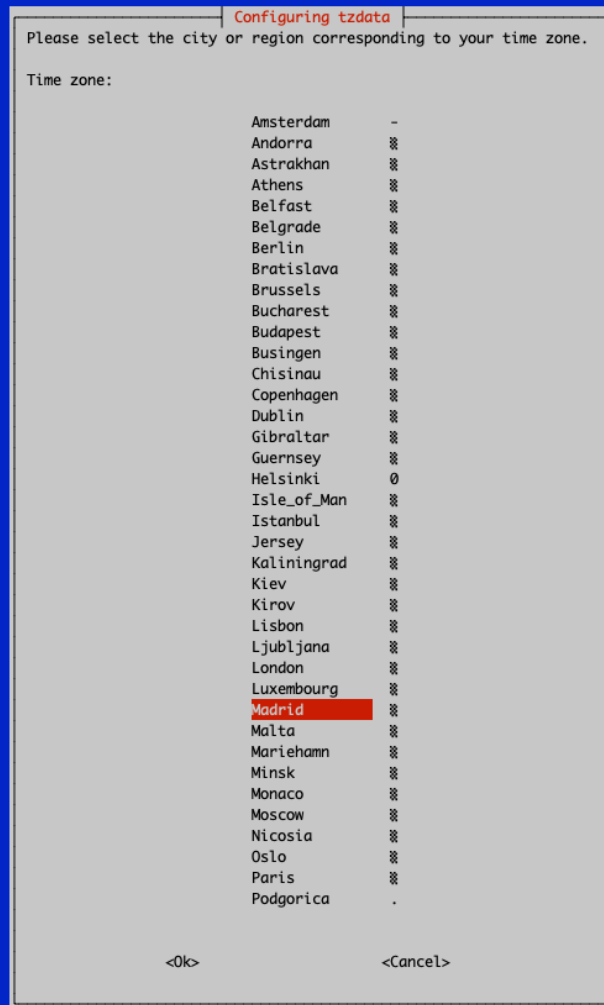 Configuring tzdata
Please select the city or region corresponding to your time zone.
Time zone:
Amsterdam -
Andorra ▒
Astrakhan ▒
Athens ▒
Belfast ▒
Belgrade ▒
Berlin ▒
Bratislava ▒
Brussels ▒
Bucharest ▒
Budapest ▒
Busingen ▒
Chisinau ▒
Copenhagen ▒
Dublin ▒
Gibraltar ▒
Guernsey ▒
Helsinki 0
Isle_of_Man ▒
Istanbul ▒
Jersey ▒
Kaliningrad ▒
Kiev ▒
Kirov ▒
Lisbon ▒
Ljubljana ▒
London ▒
Luxembourg ▒
Madrid ▒
Malta ▒
Mariehamn ▒
Minsk ▒
Monaco ▒
Moscow ▒
Nicosia ▒
Oslo ▒
Paris ▒
Podgorica .
<Ok> <Cancel>